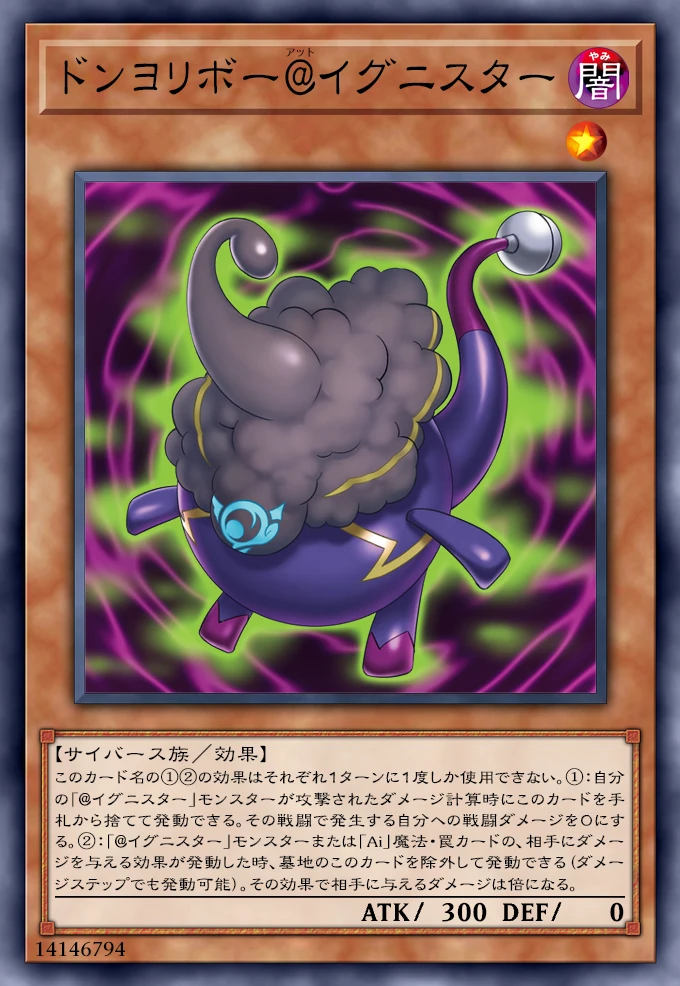 アット
ドンヨリボー@イグニスター
やみ
闇
【サイバース族／効果】
このカード名の①②の効果はそれぞれ1ターンに1度しか使用できない。①：自分
の「@イグニスター」モンスターが攻撃されたダメージ計算時にこのカードを手
札から捨てて発動できる。その戦闘で発生する自分への戦闘ダメージを0にす
る。②：「@イグニスター」モンスターまたは「Ai」魔法・罠カードの、相手にダメー
ジを与える効果が発動した時、墓地のこのカードを除外して発動できる（ダメー
ジステップでも発動可能）。その効果で相手に与えるダメージは倍になる。
ATK/ 300 DEF/ 0
14146794